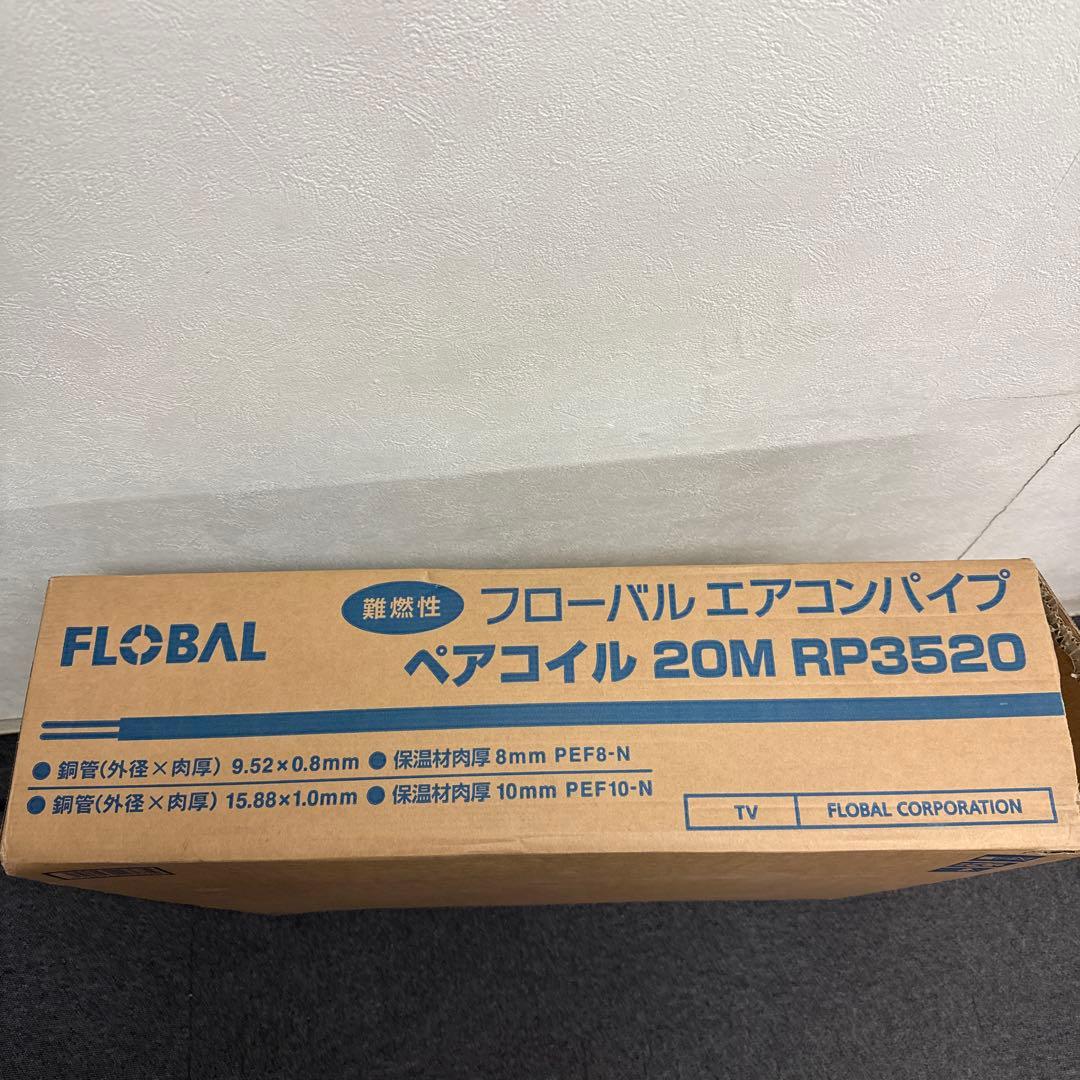 FLOBAL
難燃性 フローバル エアコンパイプ
ペアコイル 20M RP3520
● 銅管(外径×肉厚) 9.52×0.8mm ● 保温材肉厚 8mm PEF8-N
● 銅管(外径×肉厚) 15.88×1.0mm ● 保温材肉厚 10mm PEF10-N
TV FLOBAL CORPORATION